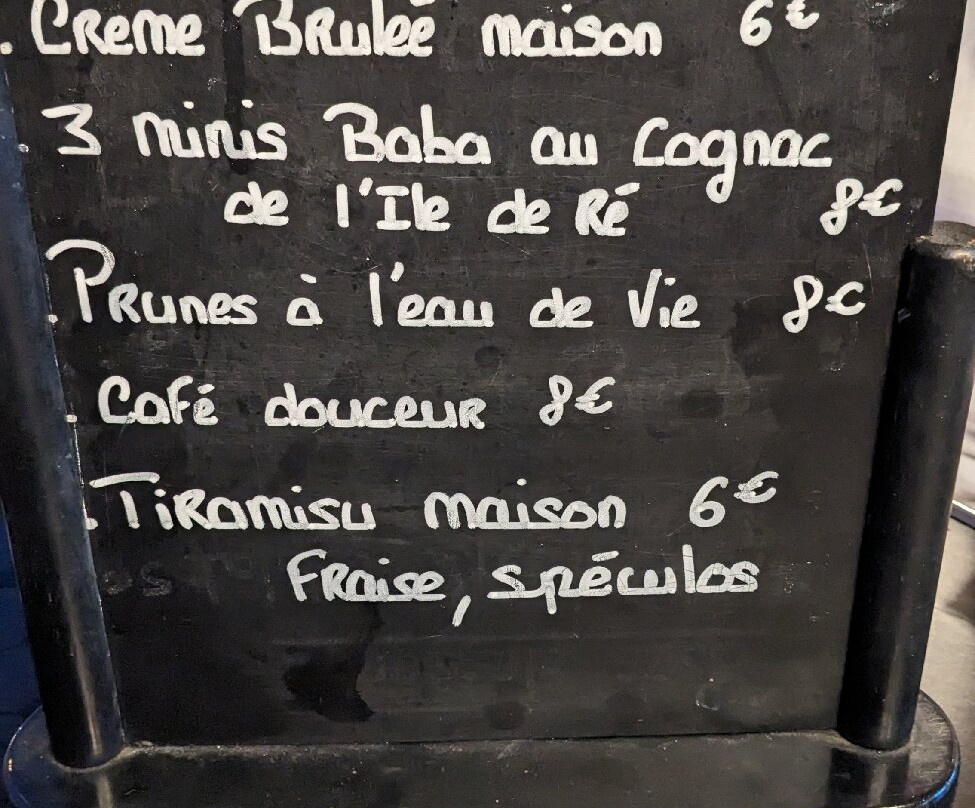 . Creme Brulée maison 6€
. 3 minis Baba au Cognac
de l'Ile de Ré 8€
. Prunes à l'eau de Vie 8€
. Café douceur 8€
. Tiramisu maison 6€
Fraise, spéculos